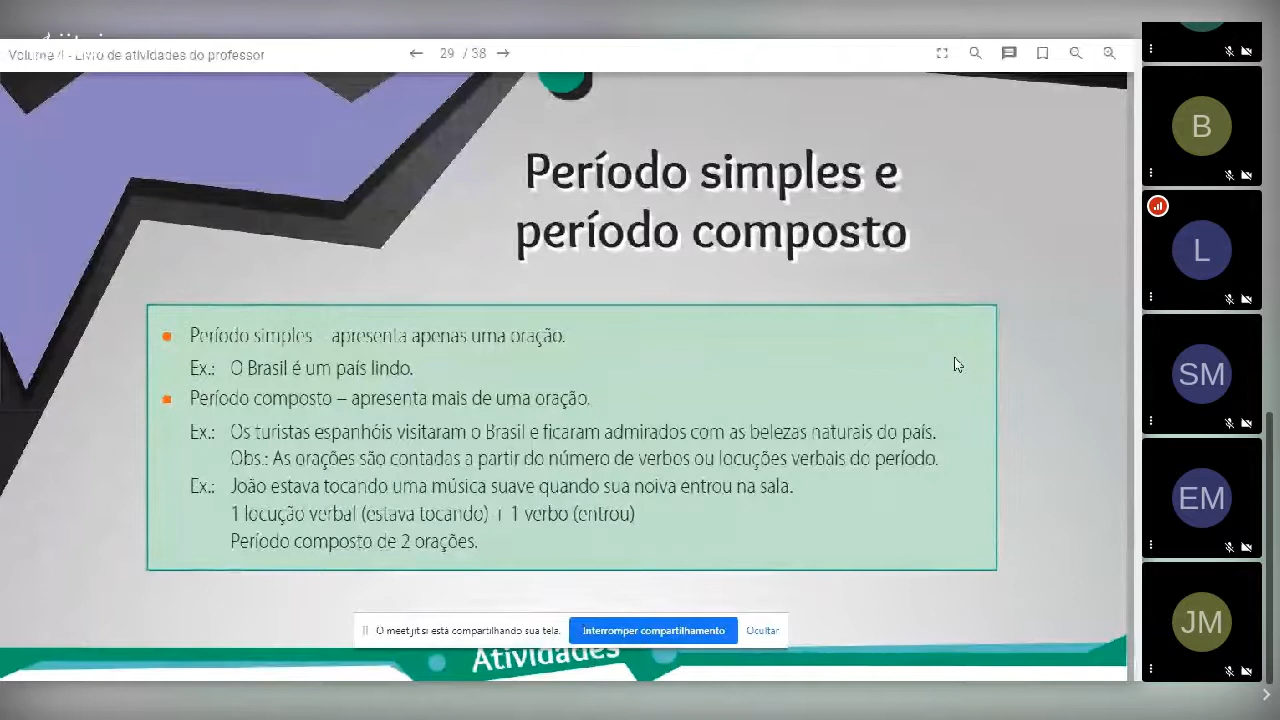 Volume 4 - Livro de atividades do professor
29 / 38
Período simples e
período composto
Período simples – apresenta apenas uma oração.
Ex.: O Brasil é um país lindo.
Período composto – apresenta mais de uma oração.
Ex.: Os turistas espanhóis visitaram o Brasil e ficaram admirados com as belezas naturais do país.
Obs.: As orações são contadas a partir do número de verbos ou locuções verbais do período.
Ex.: João estava tocando uma música suave quando sua noiva entrou na sala.
1 locução verbal (estava tocando) + 1 verbo (entrou)
Período composto de 2 orações.
O meet.jit.si está compartilhando sua tela.
Interromper compartilhamento
Ocultar
Atividades
B
L
SM
EM
JM